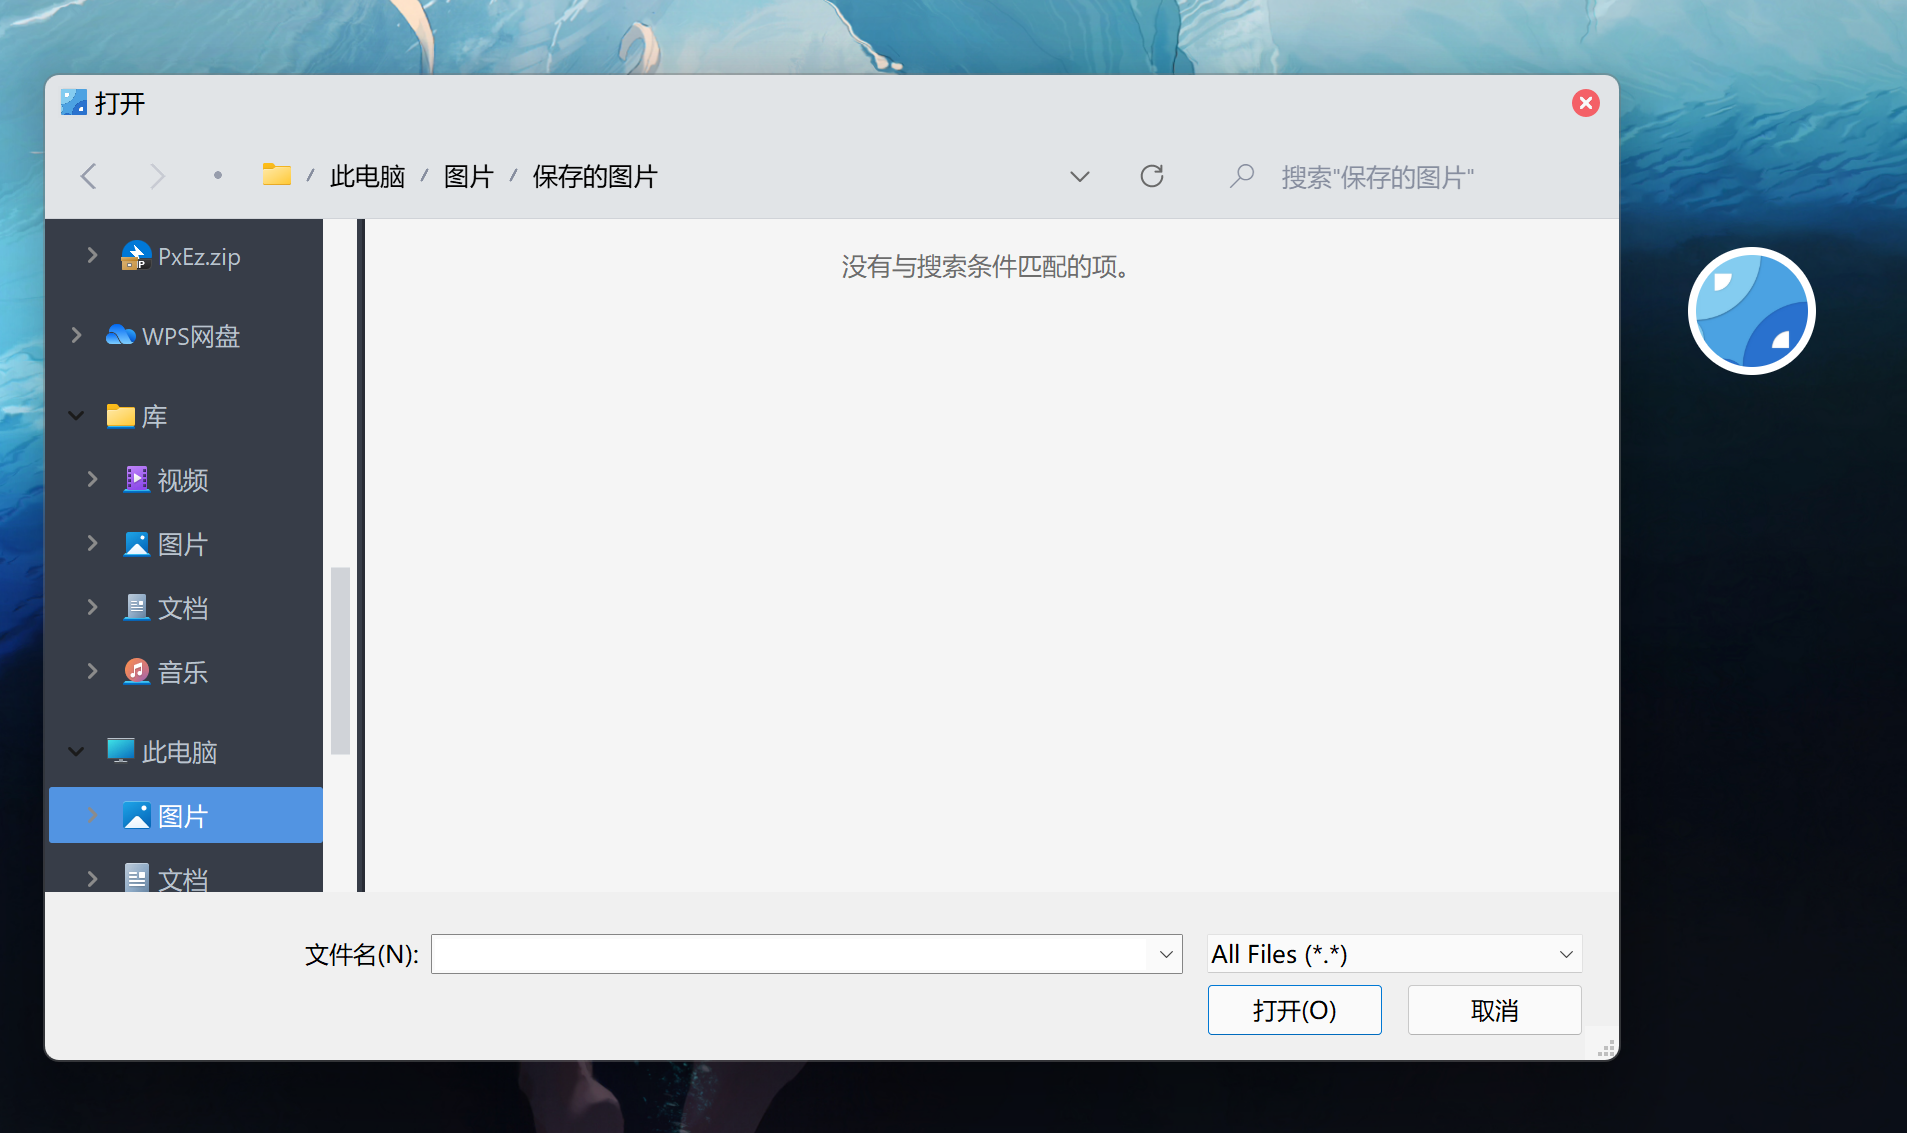 打开
此电脑 / 图片 / 保存的图片
搜索"保存的图片"
PxEz.zip
WPS网盘
库
视频
图片
文档
音乐
此电脑
图片
文档
没有与搜索条件匹配的项。
文件名(N):
All Files (*.*)
打开(O)
取消